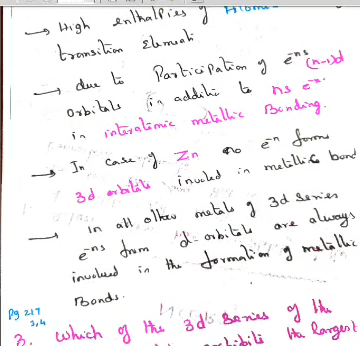 → High enthalpies of Atomi
transition Element
→ due to Participation of e⁻ns (n-1)d
orbitals in addition to ns e⁻ⁿ.
in interatomic metallic Bonding.
→ In case of Zn no e⁻ⁿ form
3d orbitals involved in metallic bond
→ In all other metals of 3d series
e⁻ns from d-orbitals are always
involved in the formation of metallic
Bonds.
Pg 217
3,4
3. Which of the 3d series of the
the largest